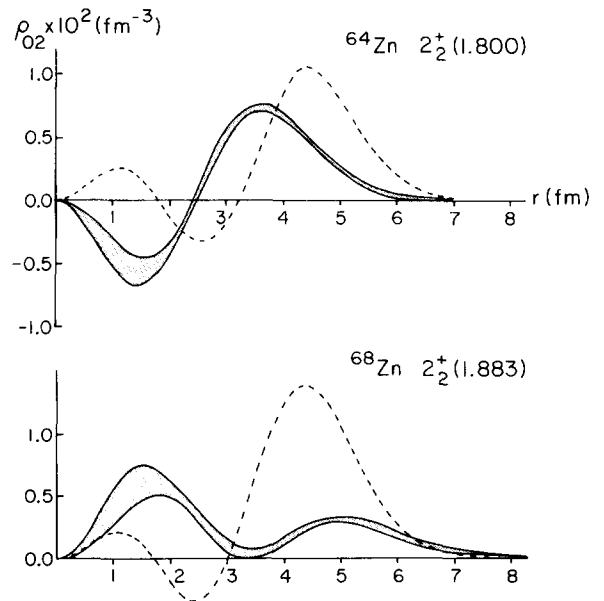 ρ₀₂ ×10² (fm⁻³)
⁶⁴Zn 2₂⁺(1.800)
1.0
0.5
0.0
-0.5
-1.0
1 2 3 4 5 6 7 8 r(fm)
⁶⁸Zn 2₂⁺(1.883)
1.0
0.5
0.0
1 2 3 4 5 6 7 8